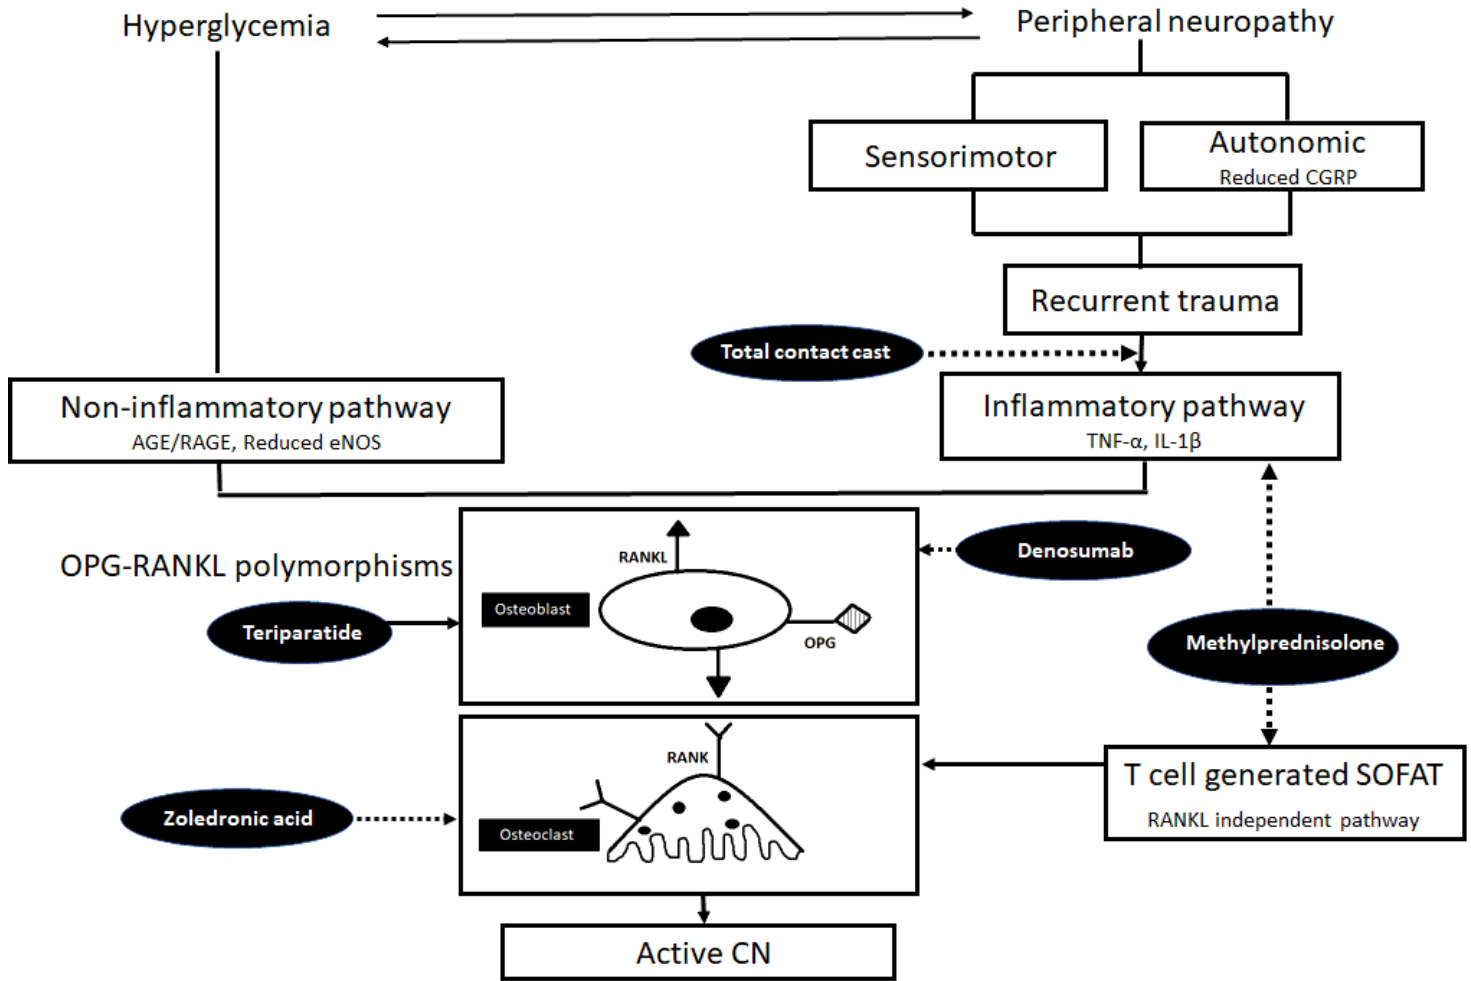 Hyperglycemia
Peripheral neuropathy
Sensorimotor
Autonomic
Reduced CGRP
Recurrent trauma
Total contact cast
Non-inflammatory pathway
AGE/RAGE, Reduced eNOS
Inflammatory pathway
TNF-α, IL-1β
OPG-RANKL polymorphisms
RANKL
Denosumab
Osteoblast
Teriparatide
OPG
Methylprednisolone
RANK
T cell generated SOFAT
RANKL independent pathway
Zoledronic acid
Osteoclast
Active CN